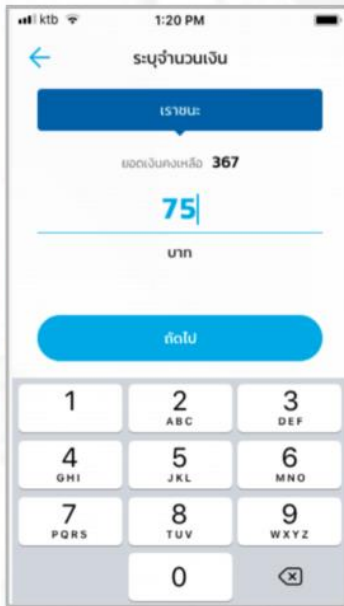 ktb 1:20 PM
ระบุจำนวนเงิน
เราชนะ
ยอดเงินคงเหลือ 367
75
บาท
ถัดไป
1 2 3
ABC DEF
4 5 6
GHI JKL MNO
7 8 9
PQRS TUV WXYZ
0